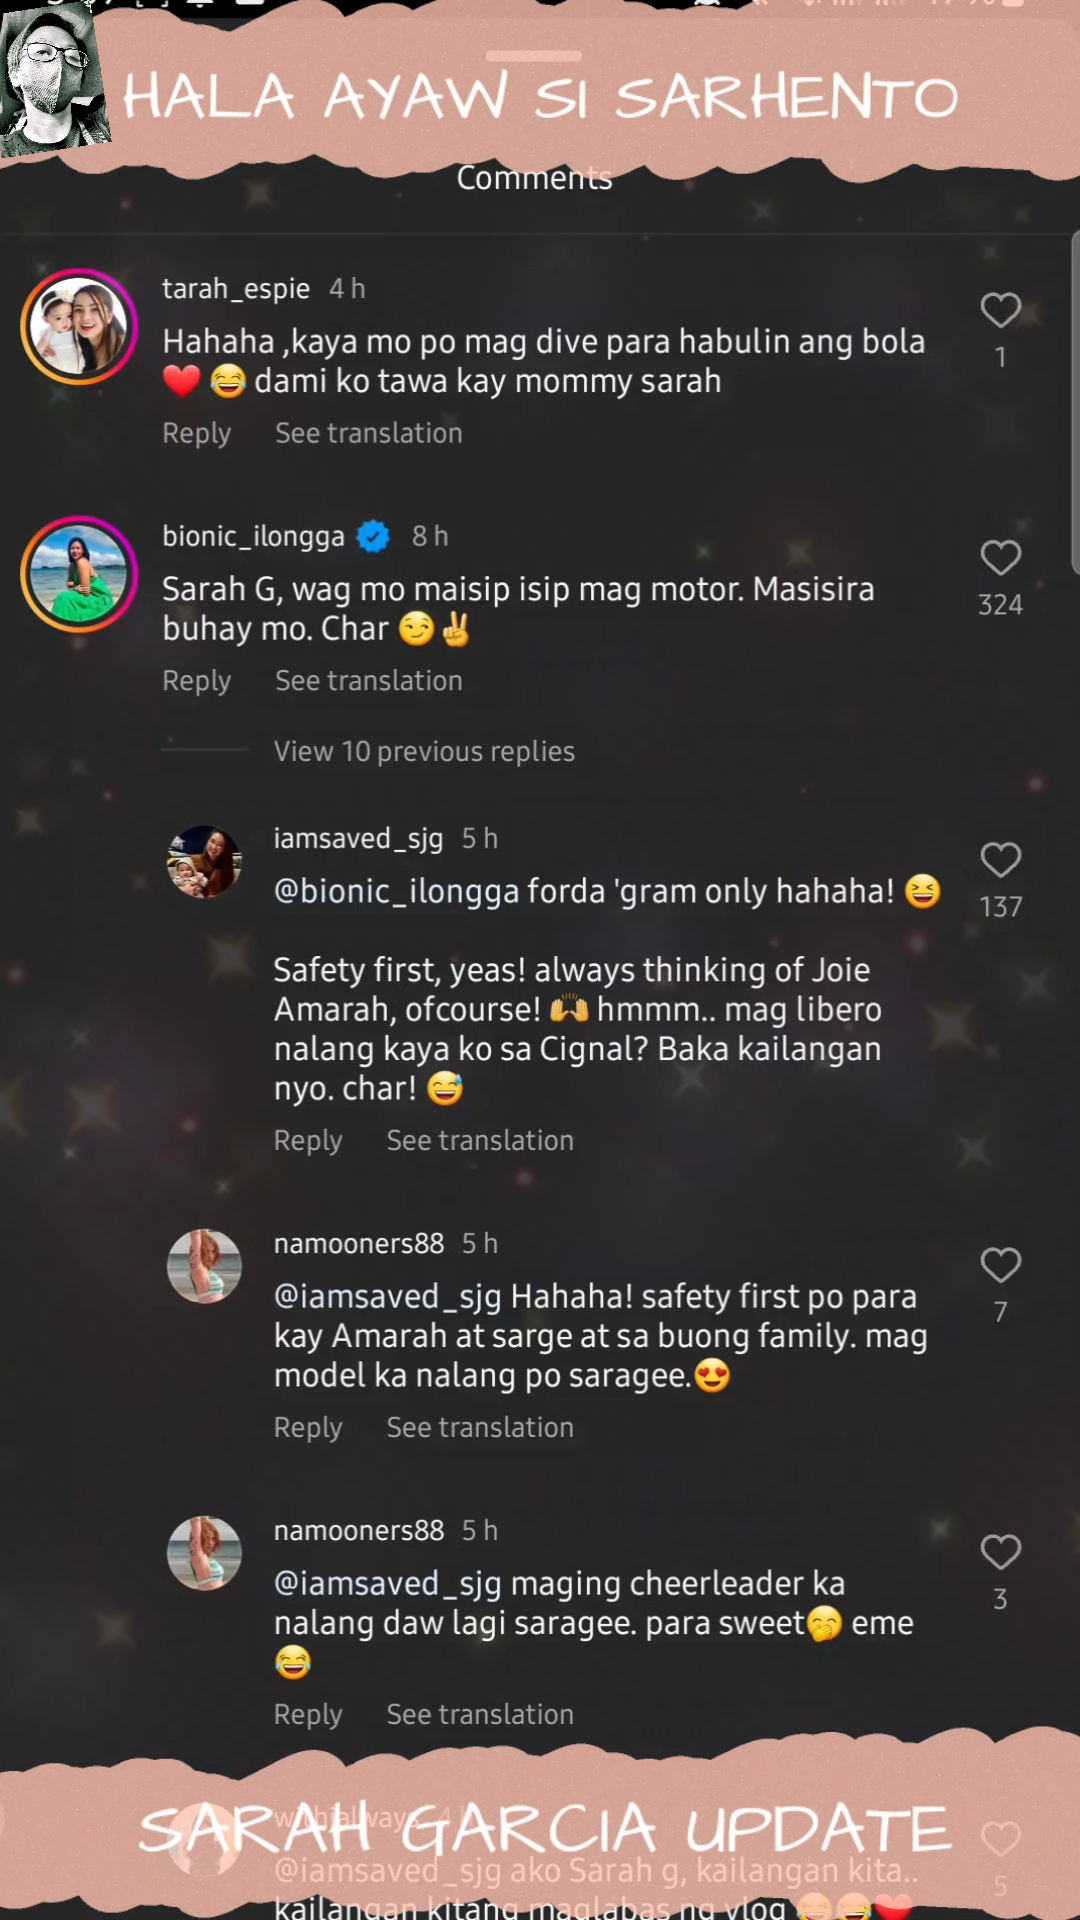 HALA AYAW SI SARHENTO
Comments
tarah_espie 4 h
Hahaha ,kaya mo po mag dive para habulin ang bola
❤️ 😂 dami ko tawa kay mommy sarah
1
Reply See translation
bionic_ilongga 8 h
Sarah G, wag mo maisip isip mag motor. Masisira
buhay mo. Char 😏✌️
324
Reply See translation
View 10 previous replies
iamsaved_sjg 5 h
@bionic_ilongga forda 'gram only hahaha! 😆
137
Safety first, yeas! always thinking of Joie
Amarah, ofcourse! 🙌 hmmm.. mag libero
nalang kaya ko sa Cignal? Baka kailangan
nyo. char! 😅
Reply See translation
namooners88 5 h
@iamsaved_sjg Hahaha! safety first po para
kay Amarah at sarge at sa buong family. mag
model ka nalang po saragee.😍
7
Reply See translation
namooners88 5 h
@iamsaved_sjg maging cheerleader ka
nalang daw lagi saragee. para sweet🤭 eme
😂
3
Reply See translation
SARAH GARCIA UPDATE
@iamsaved_sjg ako Sarah g, kailangan kita..
5
kailangan kitang maglabas ng vlog 😂😂❤️